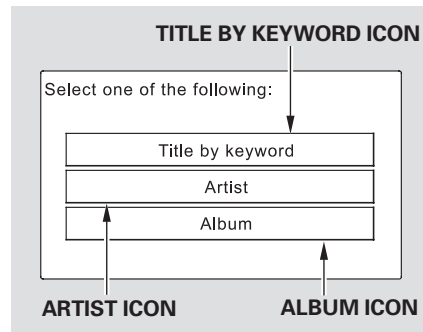 TITLE BY KEYWORD ICON
Select one of the following:
Title by keyword
Artist
Album
ARTIST ICON
ALBUM ICON